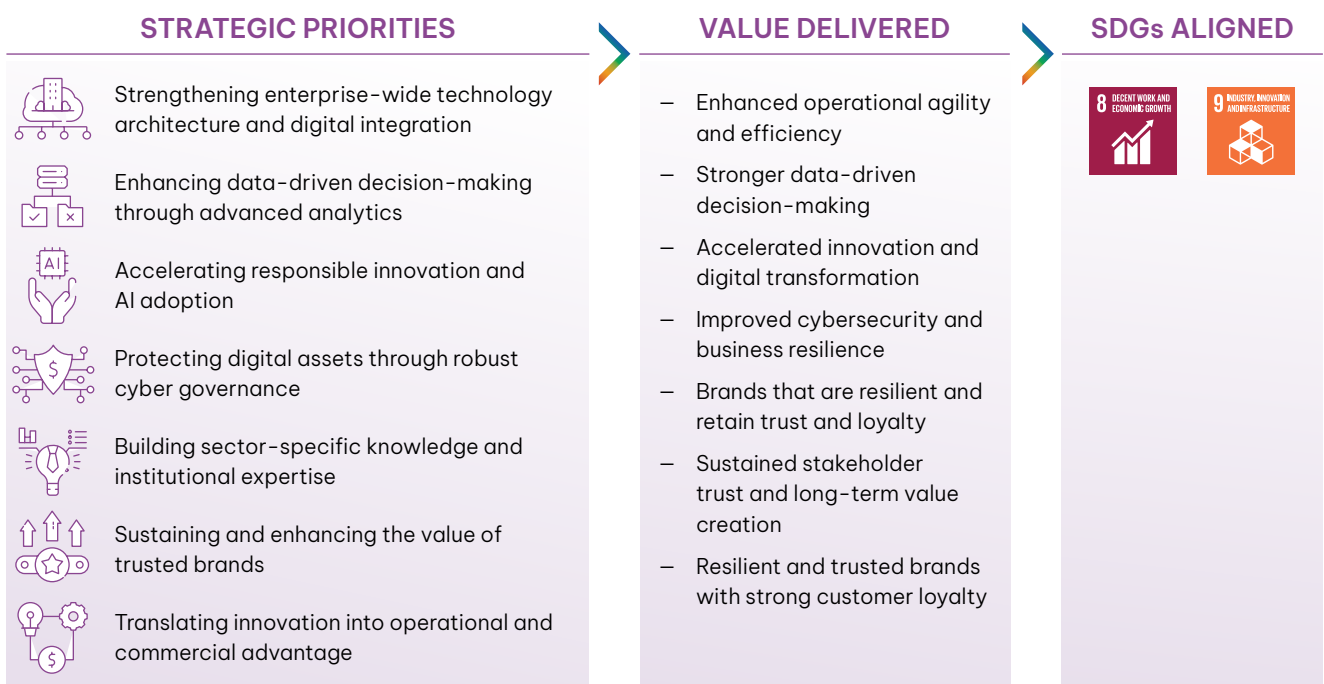 STRATEGIC PRIORITIES
Strengthening enterprise-wide technology
architecture and digital integration
Enhancing data-driven decision-making
through advanced analytics
AI
Accelerating responsible innovation and
AI adoption
$
Protecting digital assets through robust
cyber governance
Building sector-specific knowledge and
institutional expertise
Sustaining and enhancing the value of
trusted brands
$
Translating innovation into operational and
commercial advantage
VALUE DELIVERED
– Enhanced operational agility
and efficiency
– Stronger data-driven
decision-making
– Accelerated innovation and
digital transformation
– Improved cybersecurity and
business resilience
– Brands that are resilient and
retain trust and loyalty
– Sustained stakeholder
trust and long-term value
creation
– Resilient and trusted brands
with strong customer loyalty
SDGs ALIGNED
8 DECENT WORK AND
ECONOMIC GROWTH
9 INDUSTRY, INNOVATION
AND INFRASTRUCTURE